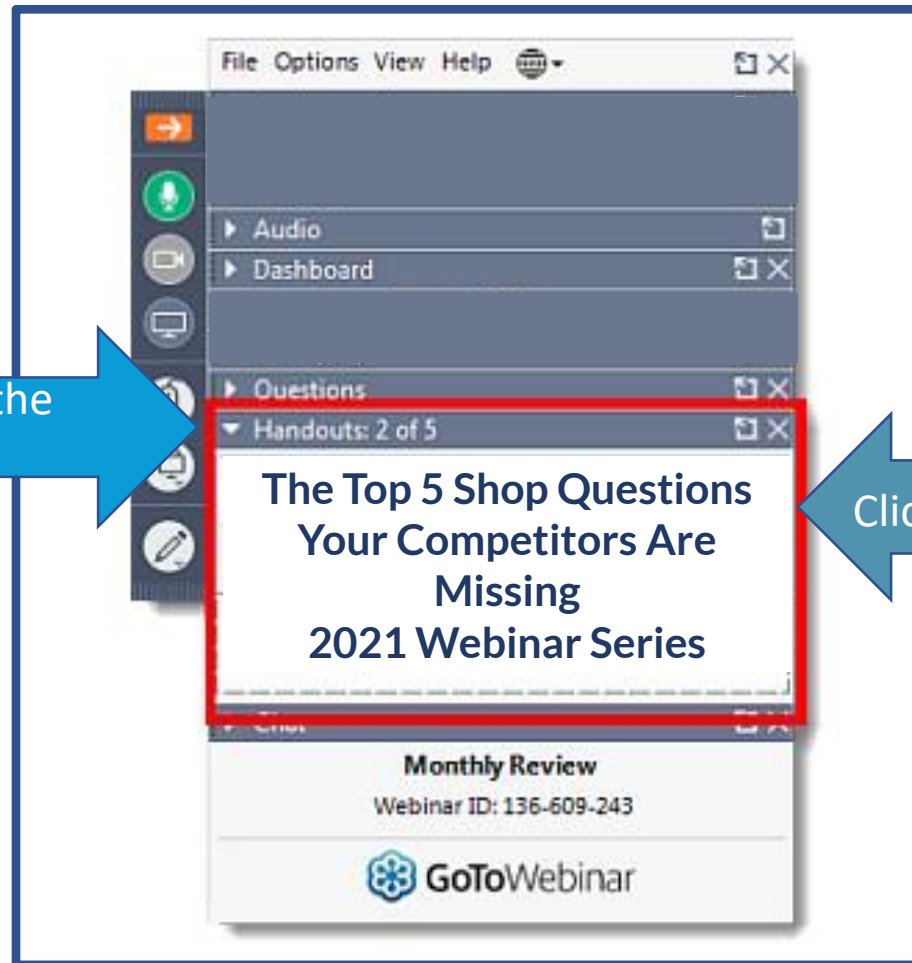 File Options View Help
Audio
Dashboard
Questions
the
Handouts: 2 of 5
The Top 5 Shop Questions
Your Competitors Are
Missing
2021 Webinar Series
Chat
Monthly Review
Webinar ID: 136-609-243
GoToWebinar